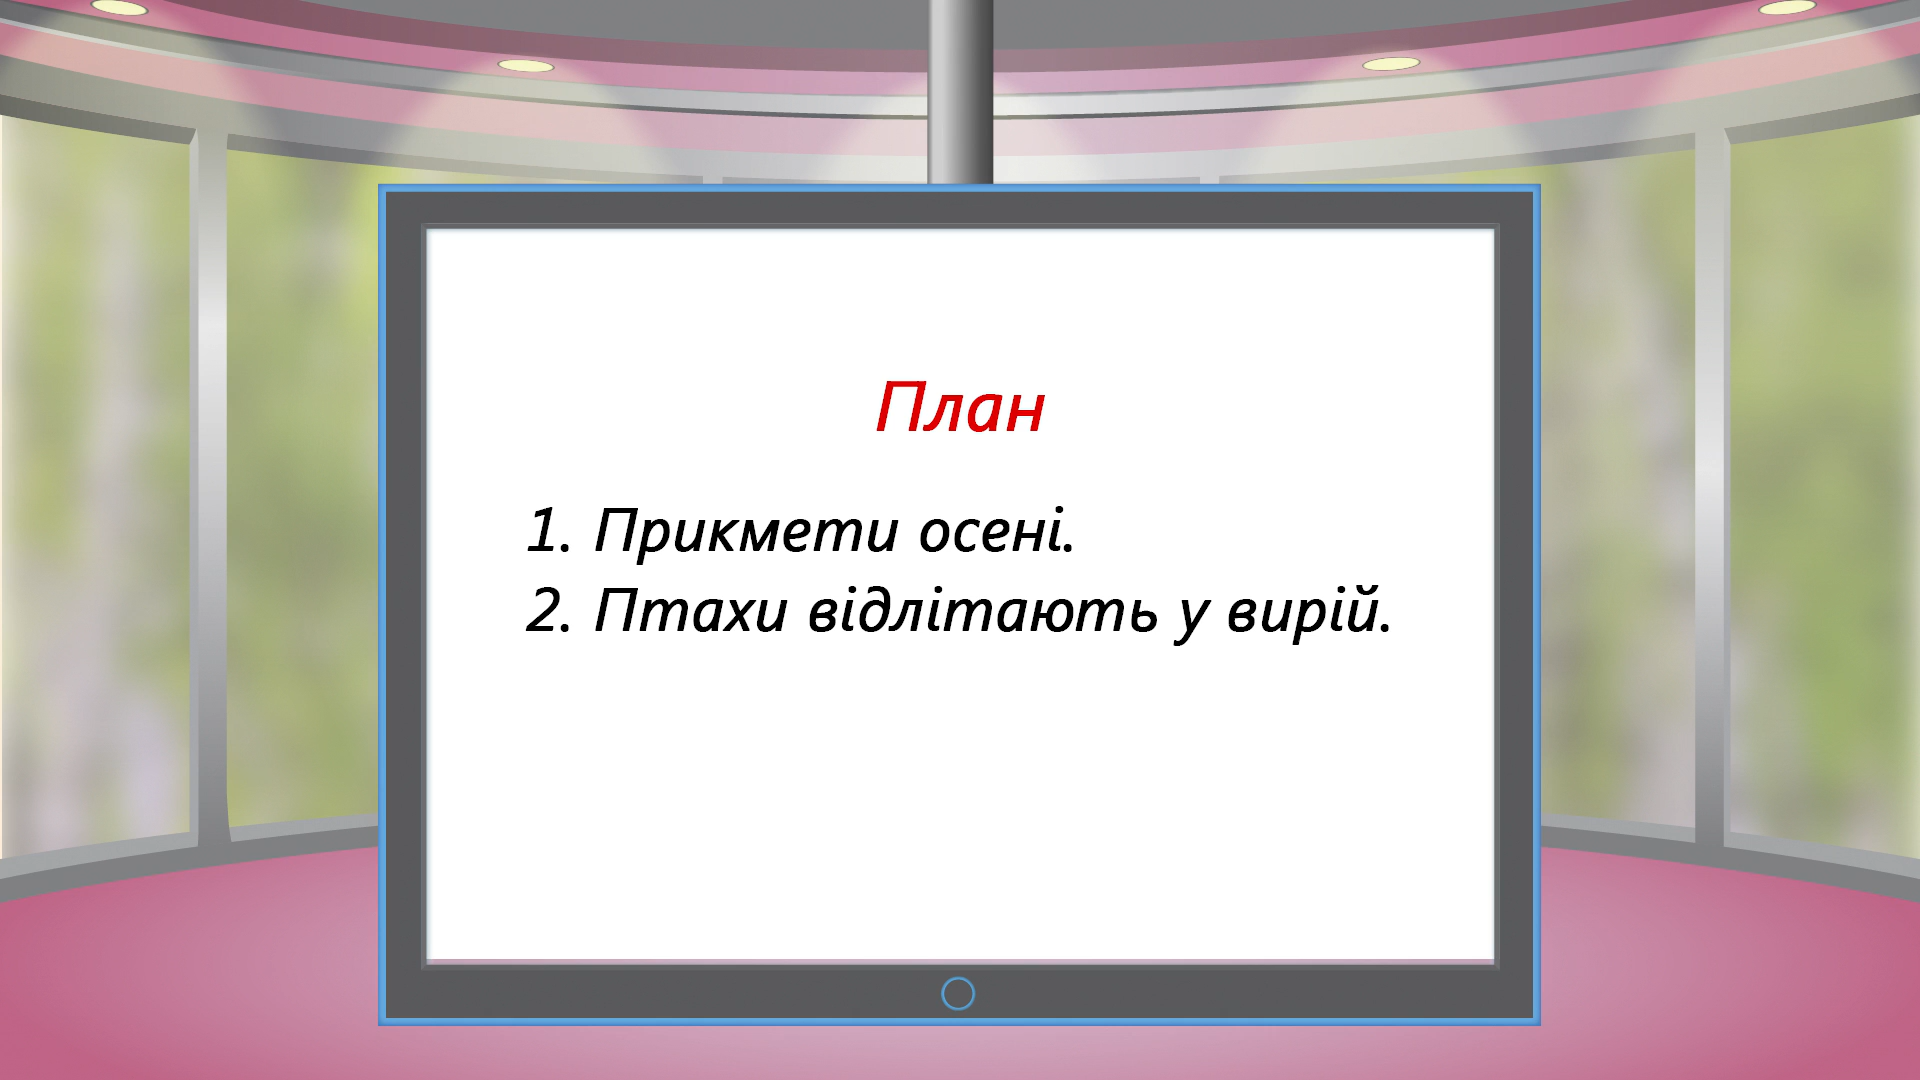 План
1. Прикмети осені.
2. Птахи відлітають у вирій.